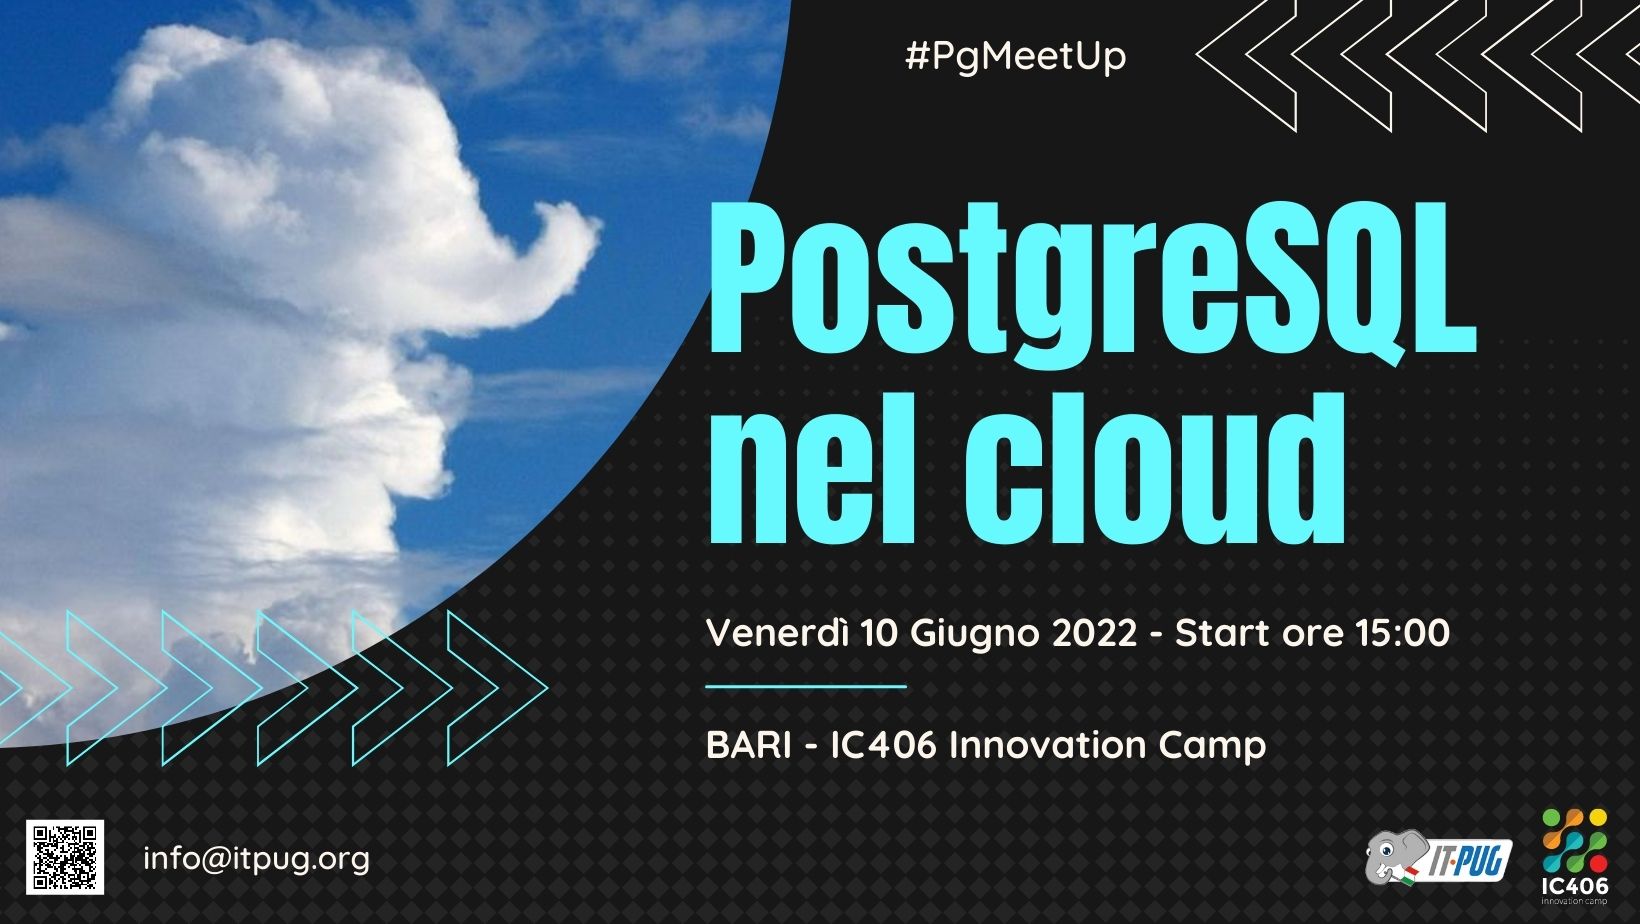 #PgMeetUp
PostgreSQL
nel cloud
Venerdì 10 Giugno 2022 - Start ore 15:00
BARI - IC406 Innovation Camp
info@itpug.org
IT-PUG
IC406
innovation camp